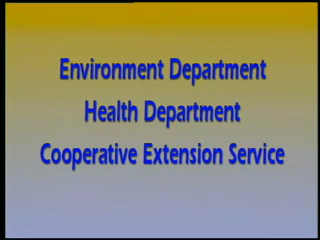 Environment Department
Health Department
Cooperative Extension Service